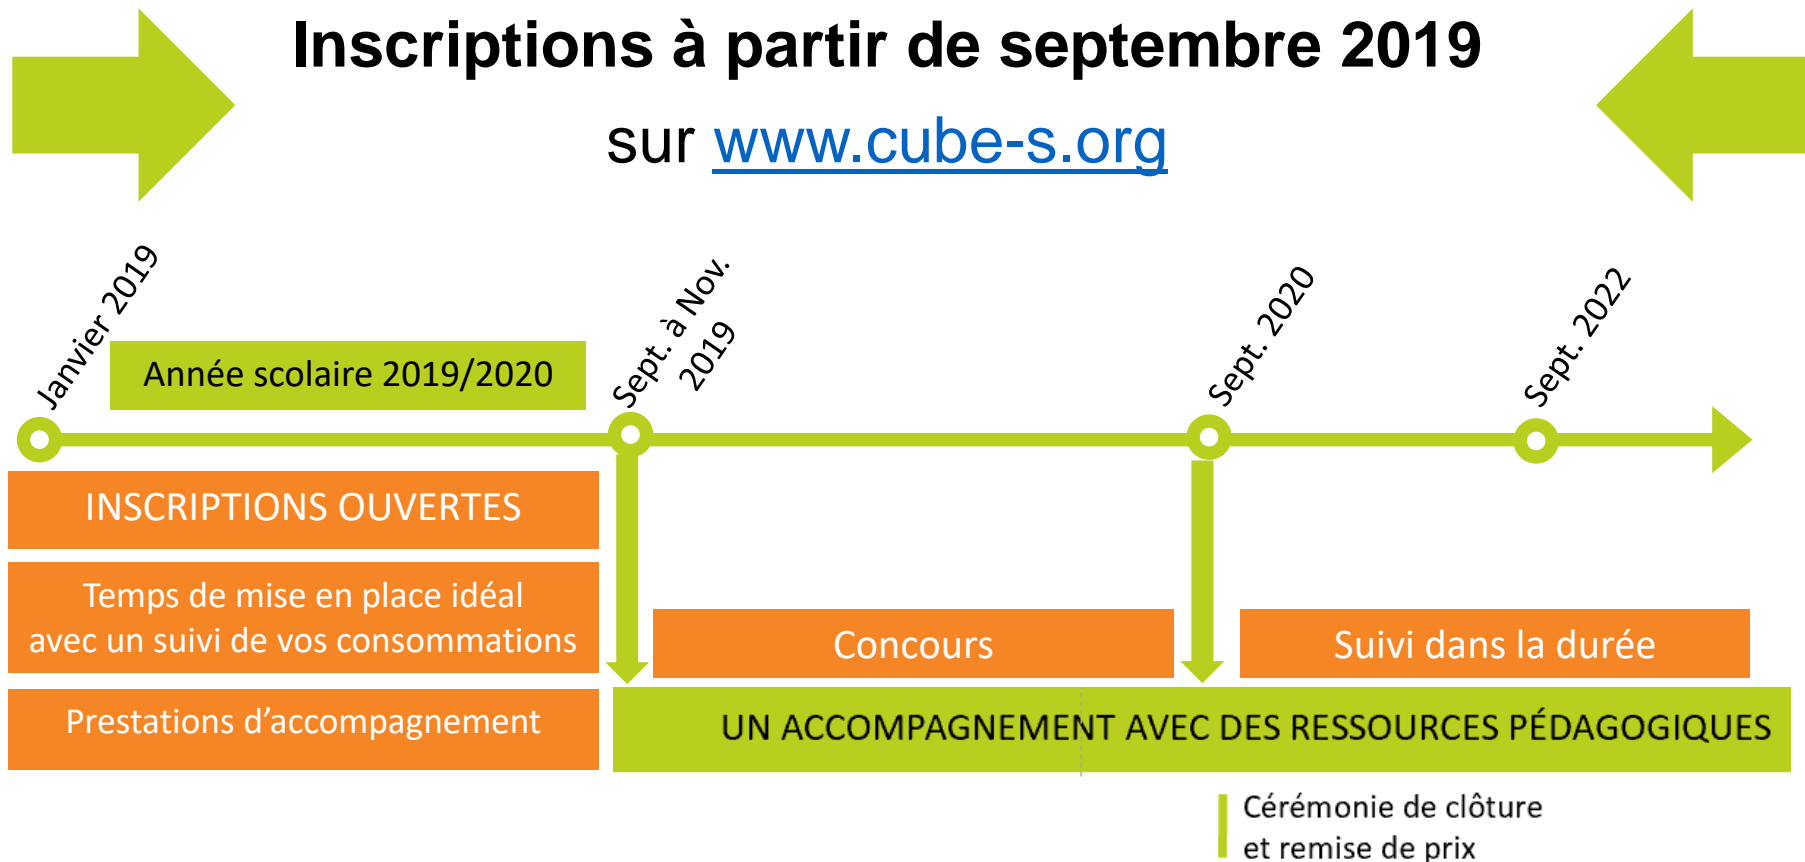 Inscriptions à partir de septembre 2019
sur www.cube-s.org
Janvier 2019
Année scolaire 2019/2020
Sept. à Nov.
2019
Sept. 2020
Sept. 2022
INSCRIPTIONS OUVERTES
Temps de mise en place idéal
avec un suivi de vos consommations
Prestations d’accompagnement
Concours
Suivi dans la durée
UN ACCOMPAGNEMENT AVEC DES RESSOURCES PÉDAGOGIQUES
Cérémonie de clôture
et remise de prix